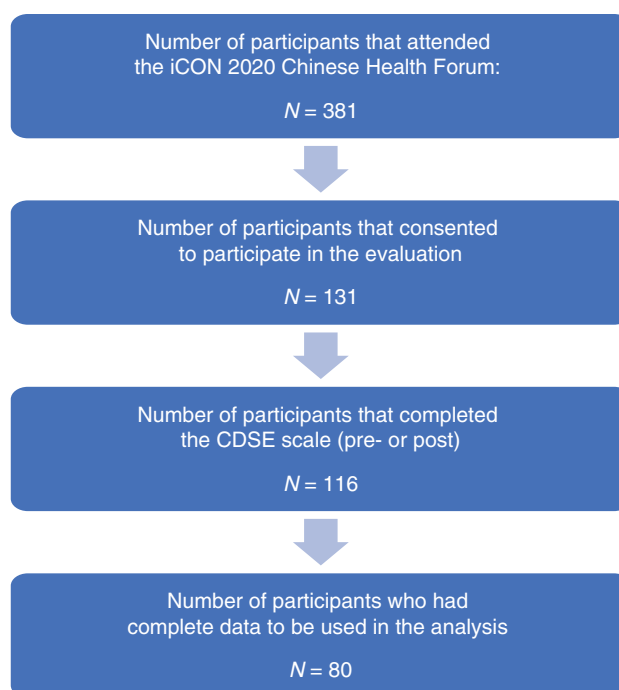 Number of participants that attended
the iCON 2020 Chinese Health Forum:
N = 381
Number of participants that consented
to participate in the evaluation
N = 131
Number of participants that completed
the CDSE scale (pre- or post)
N = 116
Number of participants who had
complete data to be used in the analysis
N = 80